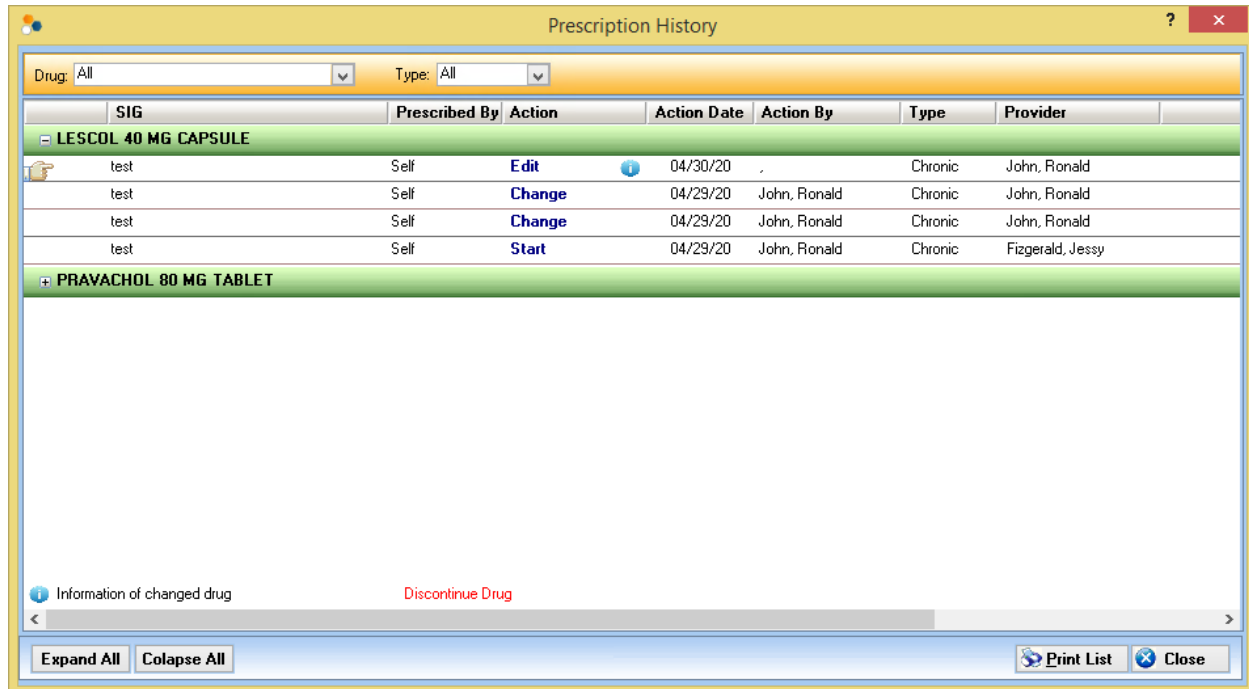 Prescription History ? ×
Drug: All Type: All
SIG Prescribed By Action Action Date Action By Type Provider
LESCOL 40 MG CAPSULE
test Self Edit i 04/30/20 , Chronic John, Ronald
test Self Change 04/29/20 John, Ronald Chronic John, Ronald
test Self Change 04/29/20 John, Ronald Chronic John, Ronald
test Self Start 04/29/20 John, Ronald Chronic Fizgerald, Jessy
PRAVACHOL 80 MG TABLET
i Information of changed drug Discontinue Drug
Expand All Colapse All Print List Close